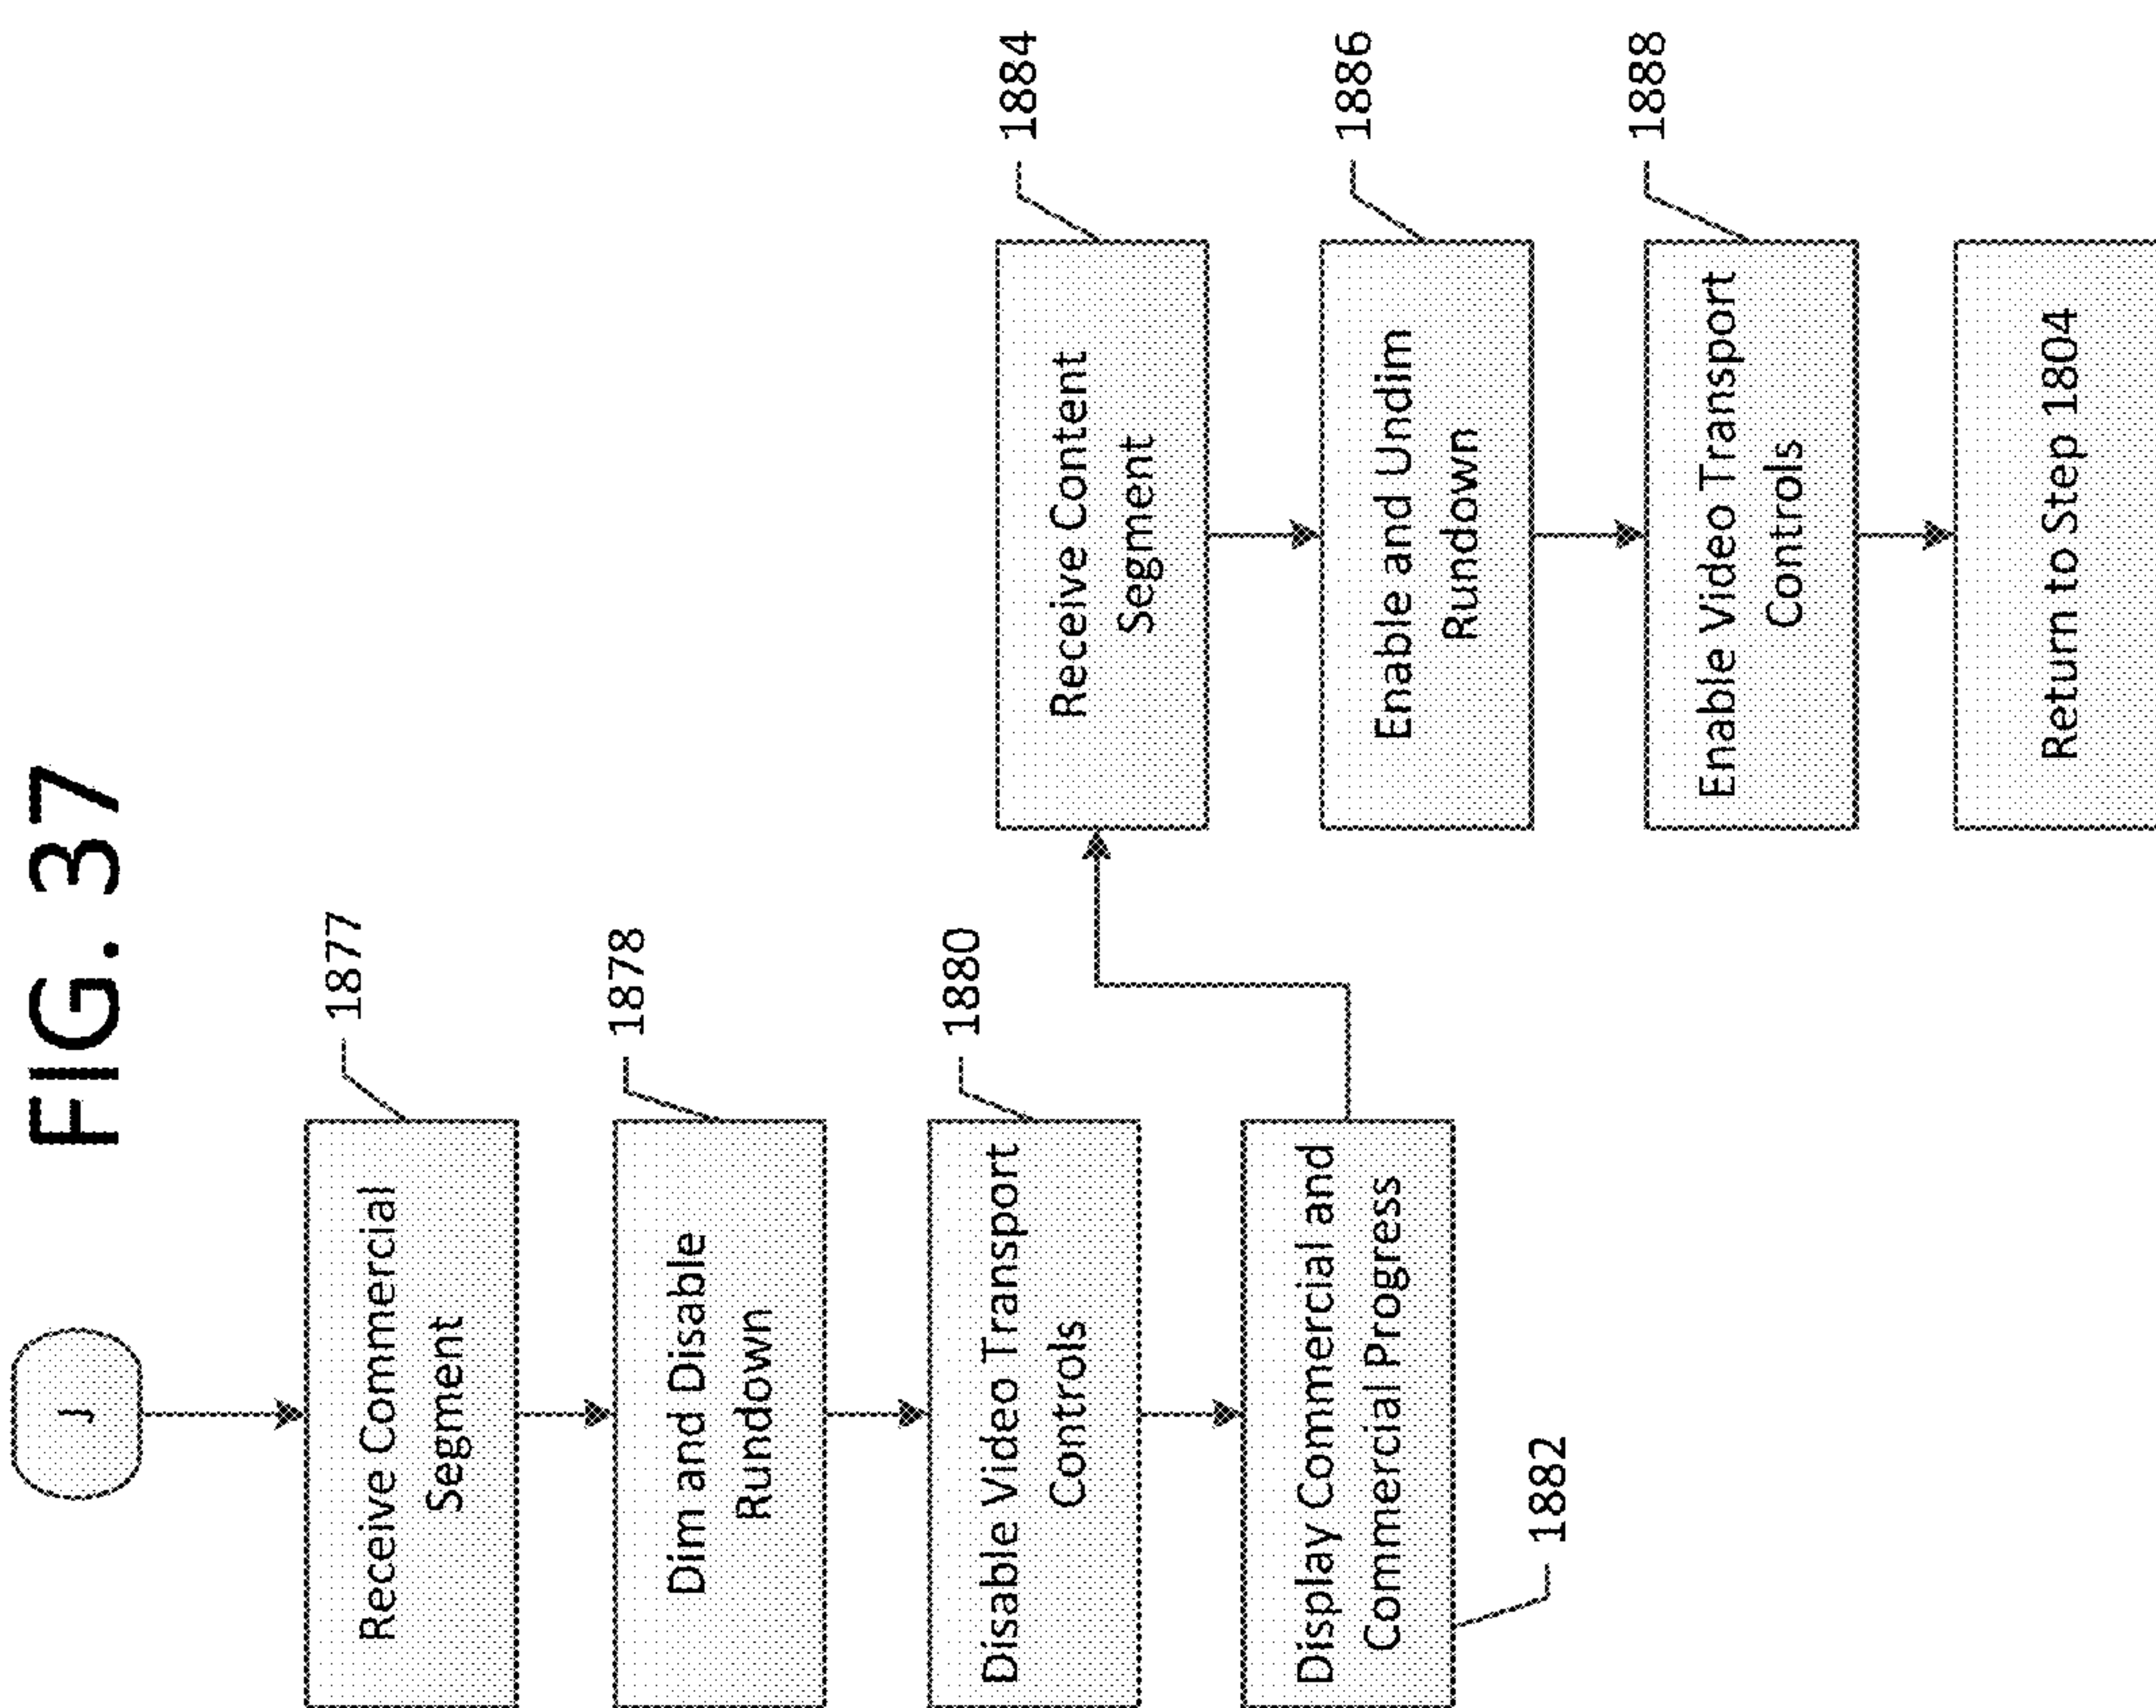 FIG. 37
J
Receive Commercial
Segment
1877
Dim and Disable
Rundown
1878
Disable Video Transport
Controls
1880
Display Commercial and
Commercial Progress
1882
Receive Content
Segment
1884
Enable and Undim
Rundown
1886
Enable Video Transport
Controls
1888
Return to Step 1804